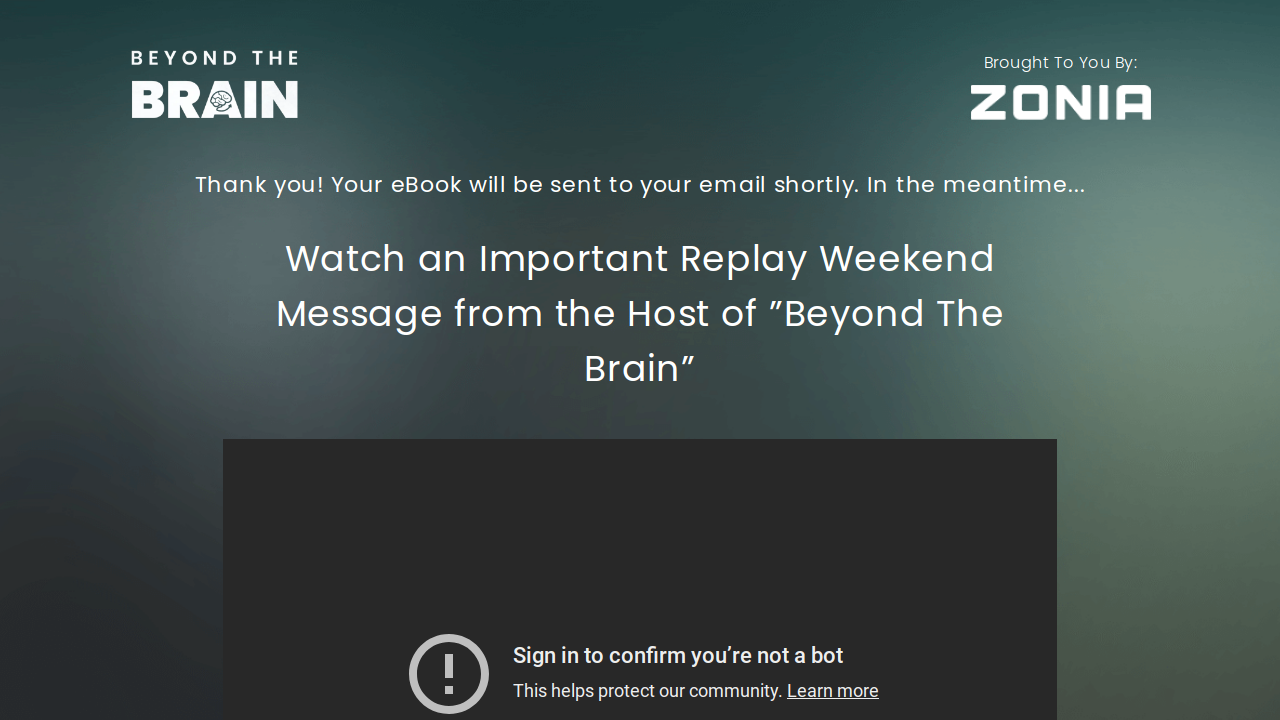 BEYOND THE
BRAIN
Brought To You By:
ZONIA
Thank you! Your eBook will be sent to your email shortly. In the meantime...
Watch an Important Replay Weekend
Message from the Host of ”Beyond The
Brain”
Sign in to confirm you’re not a bot
This helps protect our community. Learn more